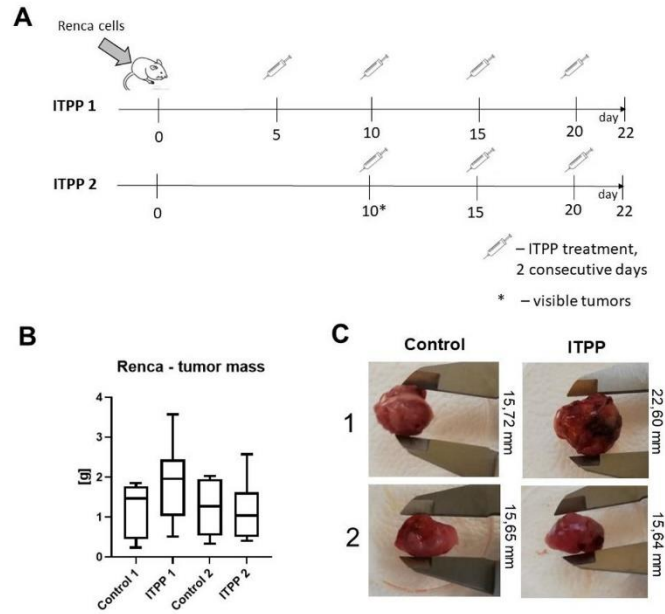 A
Renca cells
ITPP 1
day
0 5 10 15 20 22
ITPP 2
day
0 10* 15 20 22
– ITPP treatment,
2 consecutive days
* – visible tumors
B
Renca - tumor mass
[g]
4
3
2
1
0
Control 1 ITPP 1 Control 2 ITPP 2
C
Control ITPP
1
15,72 mm
22,60 mm
2
15,65 mm
15,64 mm